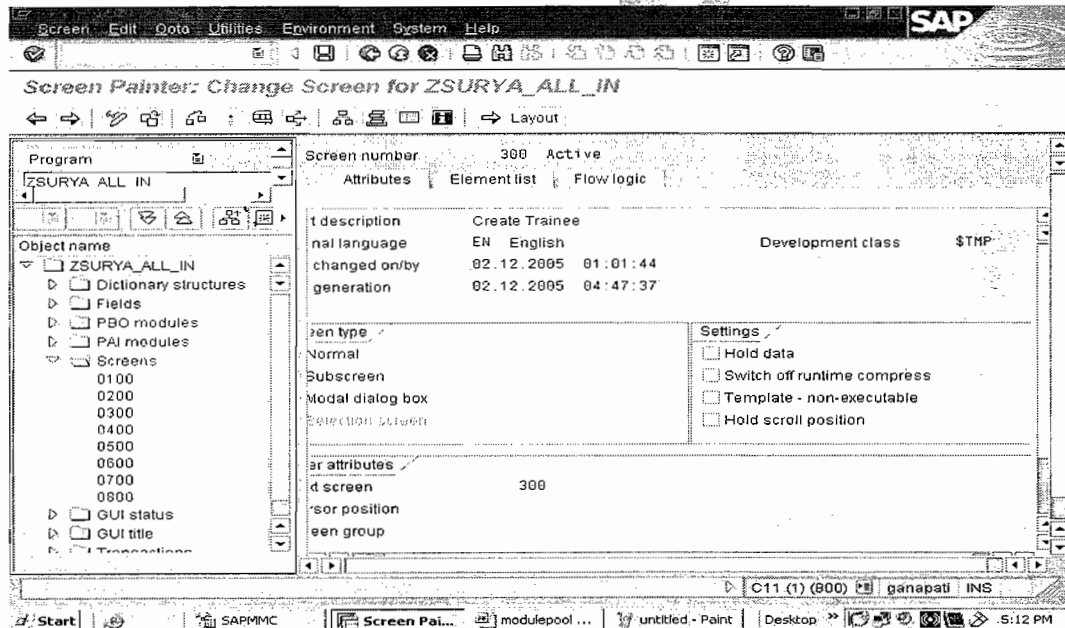 Screen Edit Goto Utilities Environment System Help
SAP
Screen Painter: Change Screen for ZSURYA_ALL_IN
Layout
Program
ZSURYA_ALL_IN
Object name
ZSURYA_ALL_IN
Dictionary structures
Fields
PBO modules
PAI modules
Screens
0100
0200
0300
0400
0500
0600
0700
0800
GUI status
GUI title
Transactions
Screen number 300 Active
Attributes Element list Flow logic
t description Create Trainee
nal language EN English Development class $TMP
changed on/by 02.12.2005 01:01:44
generation 02.12.2005 04:47:37
een type
Normal
Subscreen
Modal dialog box
Selection screen
Settings
Hold data
Switch off runtime compress
Template - non-executable
Hold scroll position
er attributes
d screen 300
sor position
een group
C11 (1) (800) ganapati INS
Start SAPMMC Screen Pai... modulepool ... untitled - Paint Desktop » 5:12 PM